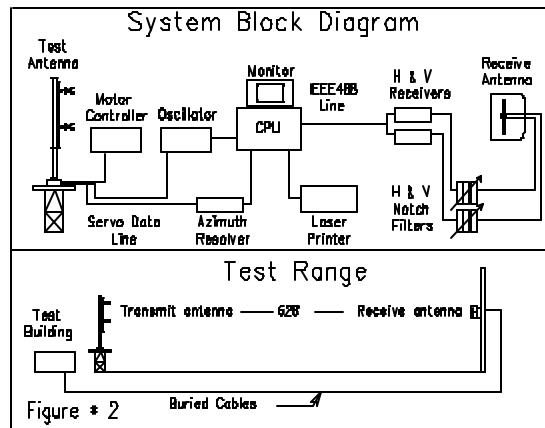 System Block Diagram
Test
Antenna
Motor
Controller
Oscillator
Monitor
CPU
IEEE488
Line
H & V
Receivers
Receive
Antenna
Servo Data
Line
Azimuth
Resolver
Laser
Printer
H & V
Notch
Filters
Test Range
Test
Building
Transmit antenna
628'
Receive antenna
Buried Cables
Figure # 2